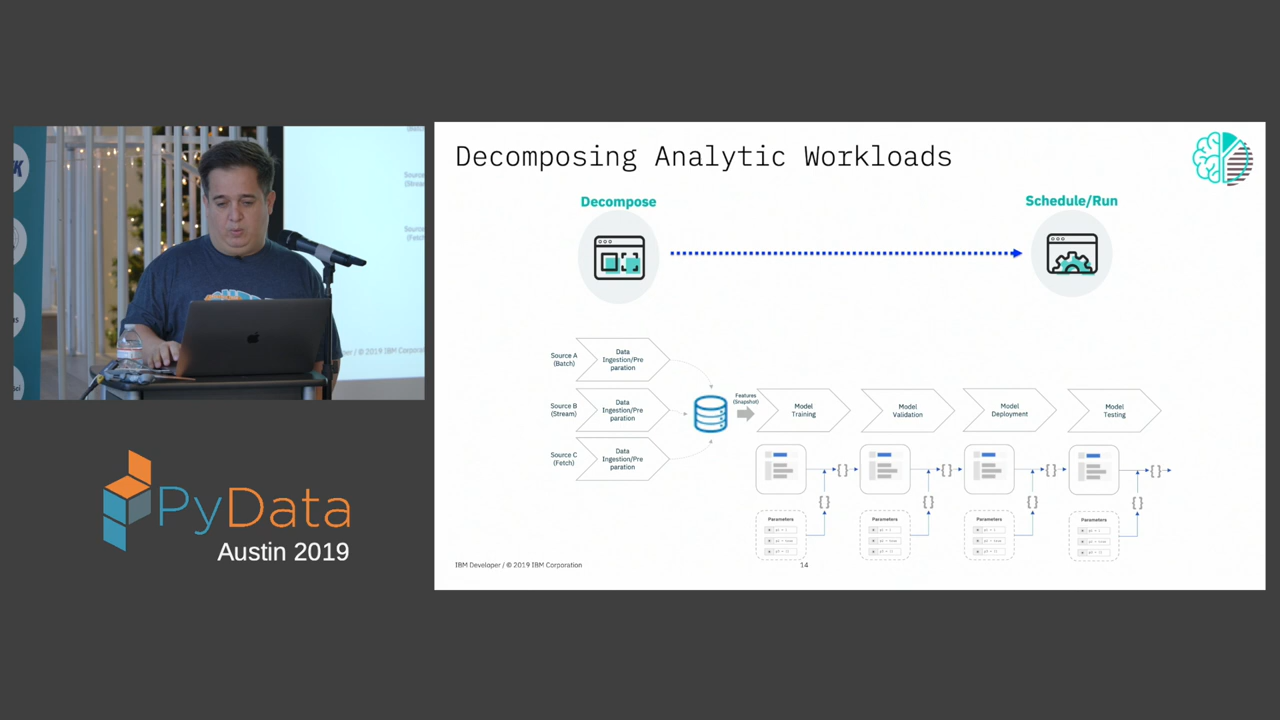 Decomposing Analytic Workloads
Decompose
Schedule/Run
Source A
(Batch)
Data
Ingestion/Pre
paration
Source B
(Stream)
Data
Ingestion/Pre
paration
Source C
(Fetch)
Data
Ingestion/Pre
paration
Features
(Snapshot)
Model
Training
Model
Validation
Model
Deployment
Model
Testing
{}
{}
{}
{}
{}
{}
{}
{}
Parameters
Parameters
Parameters
Parameters
IBM Developer / © 2019 IBM Corporation
14
PyData
Austin 2019